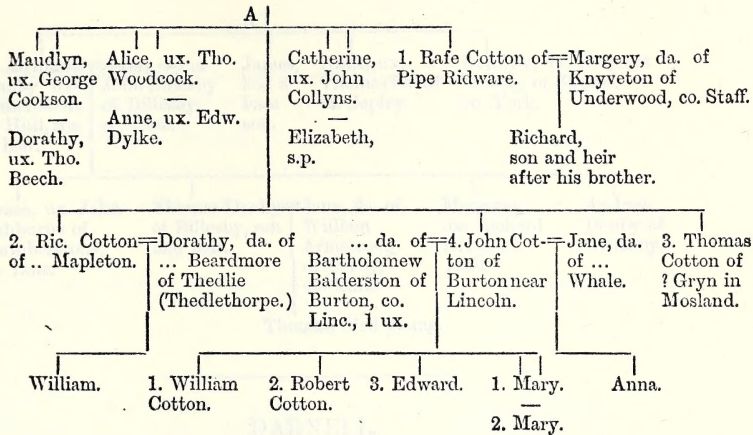 A
Maudlyn,
ux. George
Cookson.
—
Dorathy,
ux. Tho.
Beech.
Alice, ux. Tho.
Woodcock.
Anne, ux. Edw.
Dylke.
Catherine,
ux. John
Collyns.
—
Elizabeth,
s.p.
1. Rafe Cotton of
Pipe Ridware.
Margery, da. of
Knyveton of
Underwood, co. Staff.
Richard,
son and heir
after his brother.
2. Ric. Cotton
of .. Mapleton.
Dorathy, da. of
... Beardmore
of Thedlie
(Thedlethorpe.)
... da. of
Bartholomew
Balderston of
Burton, co.
Linc., 1 ux.
4. John Cot-
ton of
Burton near
Lincoln.
Jane, da.
of ...
Whale.
3. Thomas
Cotton of
? Gryn in
Mosland.
William.
1. William
Cotton.
2. Robert
Cotton.
3. Edward.
1. Mary.
—
2. Mary.
Anna.